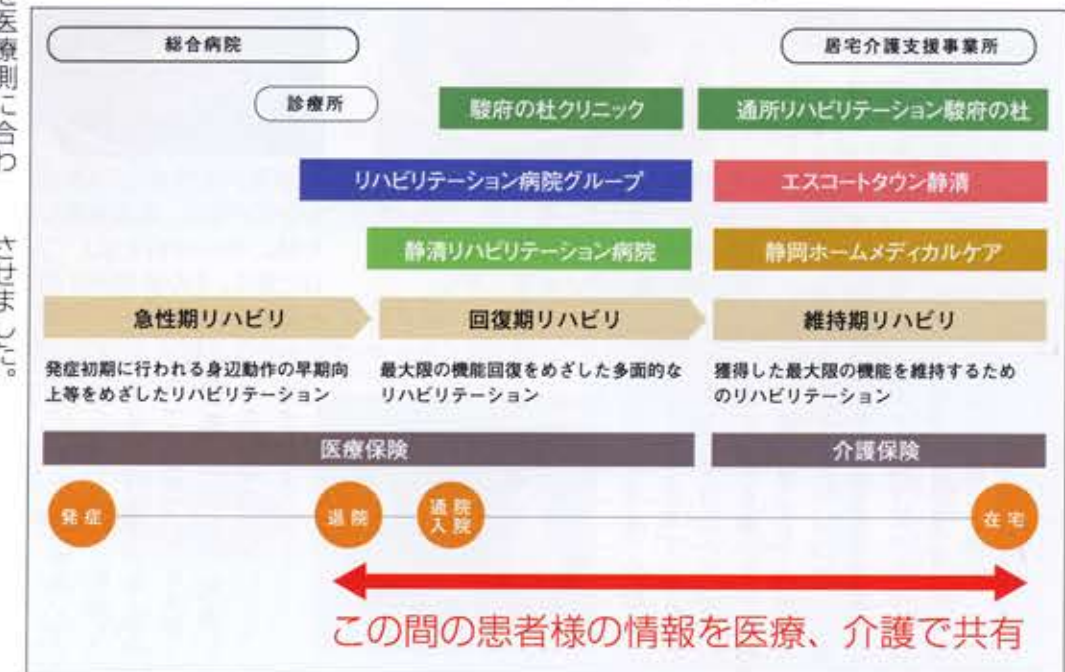 と医療側に合わ
させました。
総合病院
居宅介護支援事業所
診療所
駿府の杜クリニック
通所リハビリテーション駿府の杜
リハビリテーション病院グループ
エスコートタウン静清
静清リハビリテーション病院
静岡ホームメディカルケア
急性期リハビリ
回復期リハビリ
維持期リハビリ
発症初期に行われる身辺動作の早期向
上等をめざしたリハビリテーション
最大限の機能回復をめざした多面的な
リハビリテーション
獲得した最大限の機能を維持するため
のリハビリテーション
医療保険
介護保険
発症
退院
通院
入院
在宅
この間の患者様の情報を医療、介護で共有